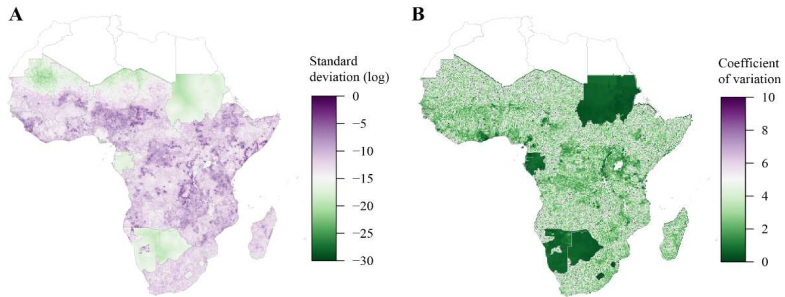 A
Standard
deviation (log)
0
−5
−10
−15
−20
−25
−30
B
Coefficient
of variation
10
8
6
4
2
0